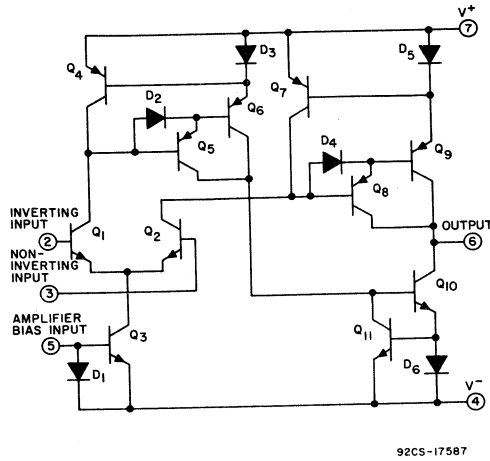 V+
7
Q4
D3
D5
Q7
D2
Q6
Q5
D4
Q9
Q8
INVERTING
INPUT
2
Q1
Q2
OUTPUT
6
NON-
INVERTING
INPUT
3
Q10
AMPLIFIER
BIAS INPUT
5
Q3
Q11
D1
D6
V-
4
92CS-17587